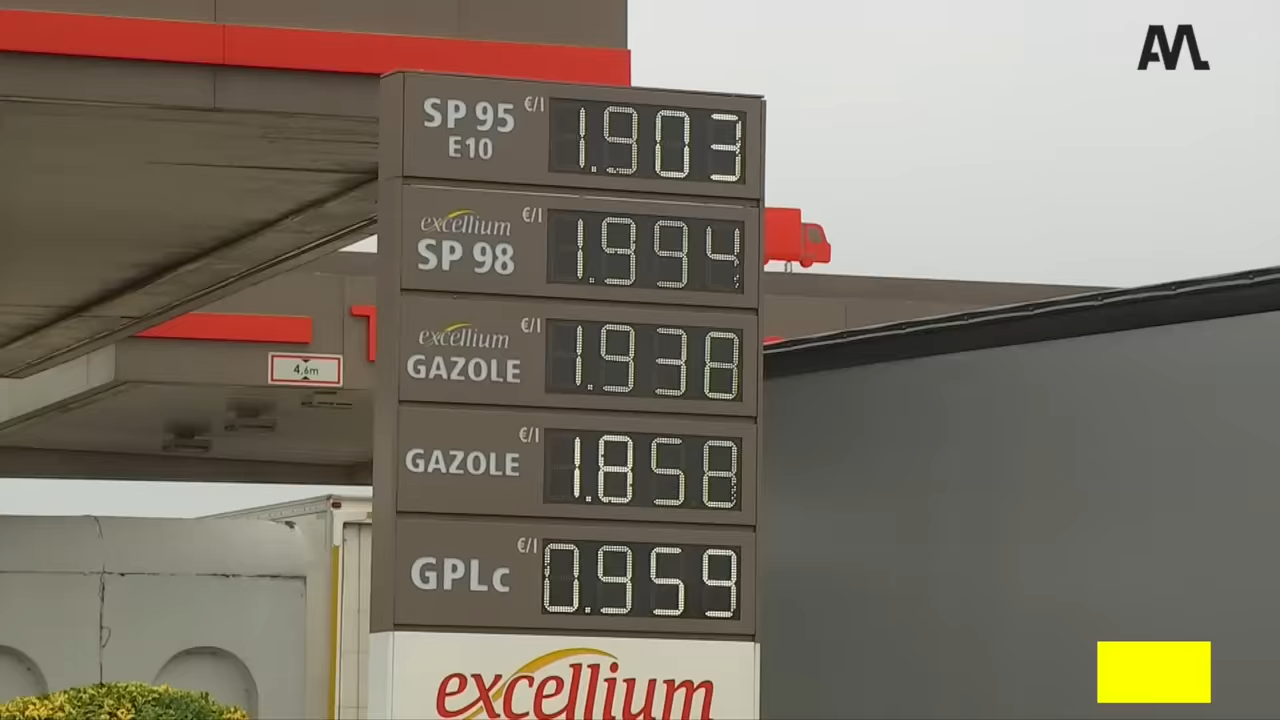 AVL
SP 95 €/l 1.903
E10
excellium €/l
SP 98 1.994
excellium €/l
GAZOLE 1.938
€/l
GAZOLE 1.858
€/l
GPLc 0.959
4,6m
excellium